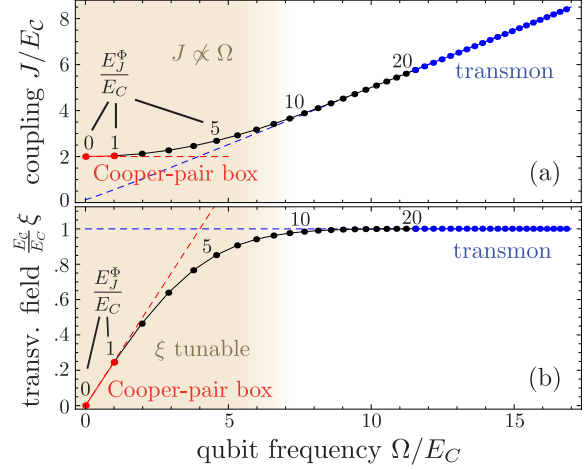 coupling J/E_C
8
6
4
2
0
J ̸∝ Ω
E_J^Φ
E_C
0 1 5 10 20
transmon
Cooper-pair box
(a)
transv. field E_C/E_C ξ
1
.8
.6
.4
.2
0
10 20
5
transmon
E_J^Φ
E_C
1
0
ξ tunable
Cooper-pair box
(b)
0 5 10 15
qubit frequency Ω/E_C